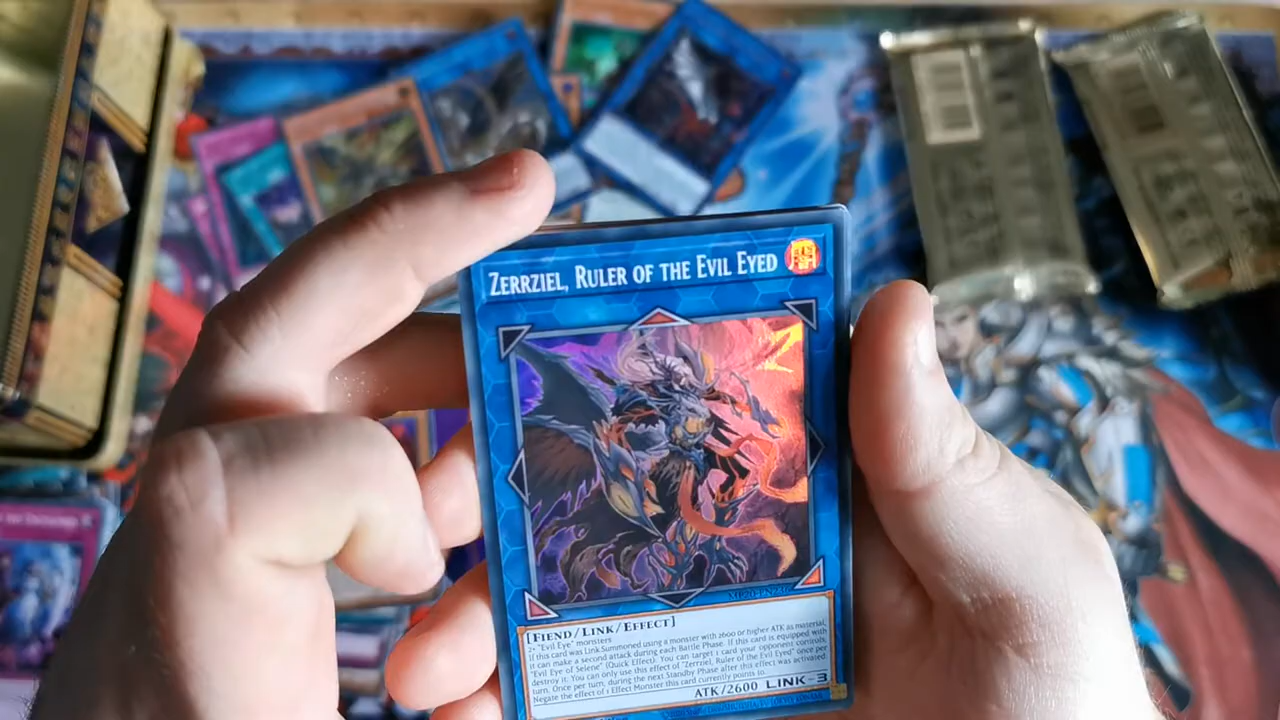 ZERRZIEL, RULER OF THE EVIL EYED
MP20-EN236
[FIEND/LINK/EFFECT]
2+ "Evil Eye" monsters
If this card was Link Summoned using a monster with 2600 or higher ATK as material,
it can make a second attack during each Battle Phase. If this card is equipped with
"Evil Eye of Selene" (Quick Effect): You can target 1 card your opponent controls;
destroy it. You can only use this effect of "Zerrziel, Ruler of the Evil Eyed" once per
turn. Once per turn, during the next Standby Phase after this effect was activated:
Negate the effect of 1 Effect Monster this card currently points to.
ATK/2600 LINK-3